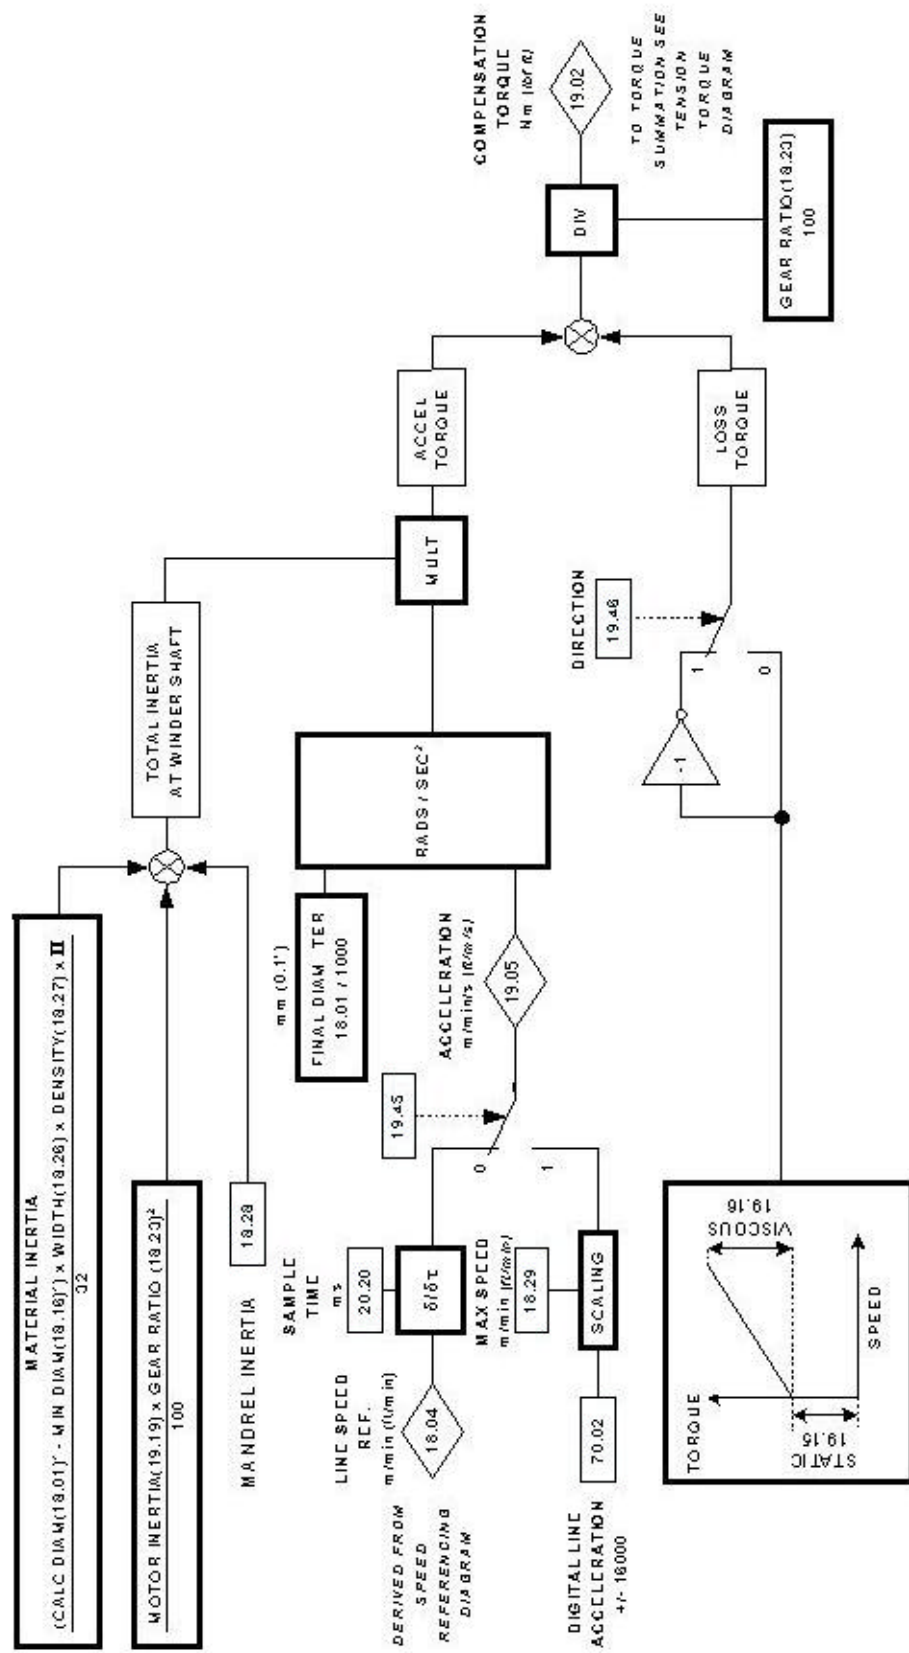 MATERIAL INERTIA
(CALC DIAM(18.01)⁴ - MIN DIAM(18.16)⁴) x WIDTH(18.26) x DENSITY(18.27) x Π
32
MOTOR INERTIA(19.19) x GEAR RATIO (18.23)²
100
MANDREL INERTIA
18.28
TOTAL INERTIA
AT WINDER SHAFT
SAMPLE
TIME
ms
20.20
LINE SPEED
REF.
m/min (ft/min)
18.04
δ/δt
DERIVED FROM
SPEED
REFERENCING
DIAGRAM
MAX SPEED
m/min (ft/m/n)
18.29
SCALING
DIGITAL LINE
ACCELERATION
+/- 16000
70.02
19.45
0
1
mm (0.1")
FINAL DIAM TER
18.01 / 1000
ACCELERATION
m/min/s (ft/m/s)
19.05
RADS / SEC²
MULT
ACCEL
TORQUE
TORQUE
VISCOUS
19.16
STATIC
19.15
SPEED
-1
DIRECTION
19.46
1
0
LOSS
TORQUE
DIV
GEAR RATIO(18.23)
100
COMPENSATION
TORQUE
Nm (lbf ft)
19.02
TO TORQUE
SUMMATION SEE
TENSION
TORQUE
DIAGRAM